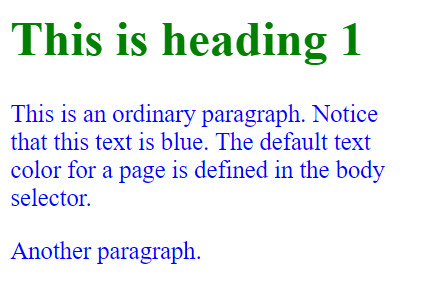 This is heading 1
This is an ordinary paragraph. Notice
that this text is blue. The default text
color for a page is defined in the body
selector.
Another paragraph.